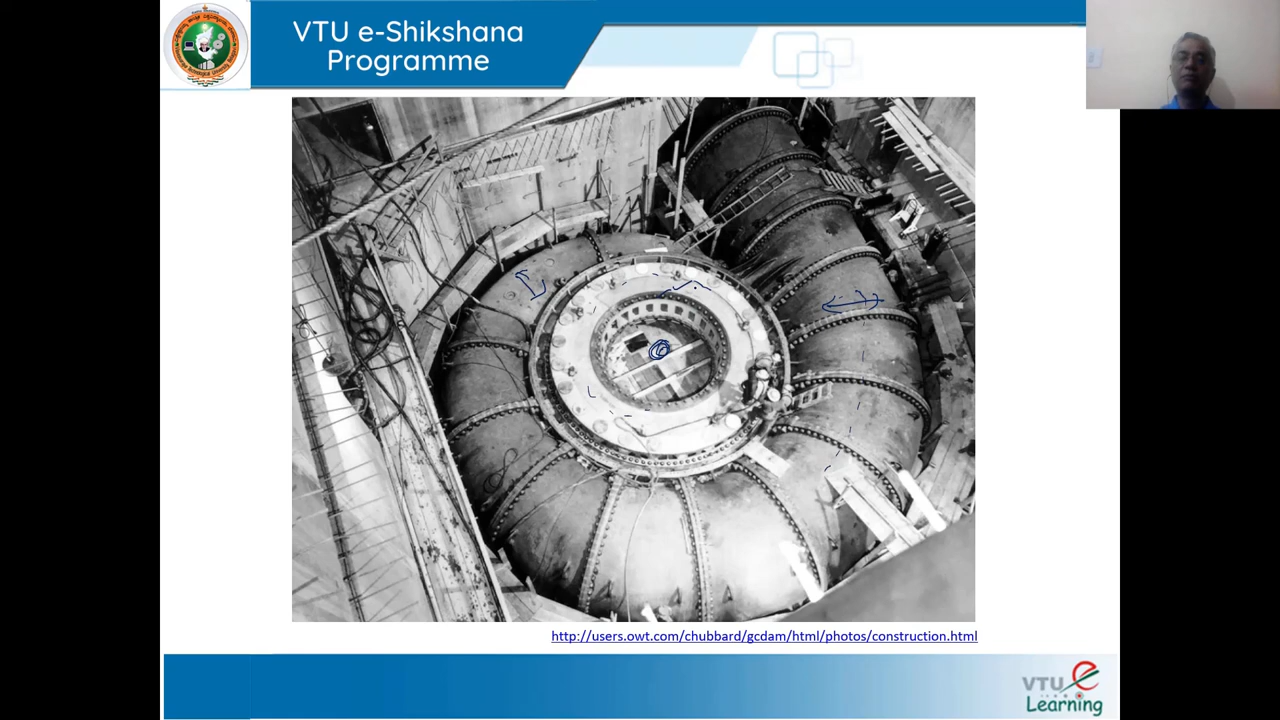 VTU e-Shikshana
Programme
http://users.owt.com/chubbard/gcdam/html/photos/construction.html
VTU e
Learning